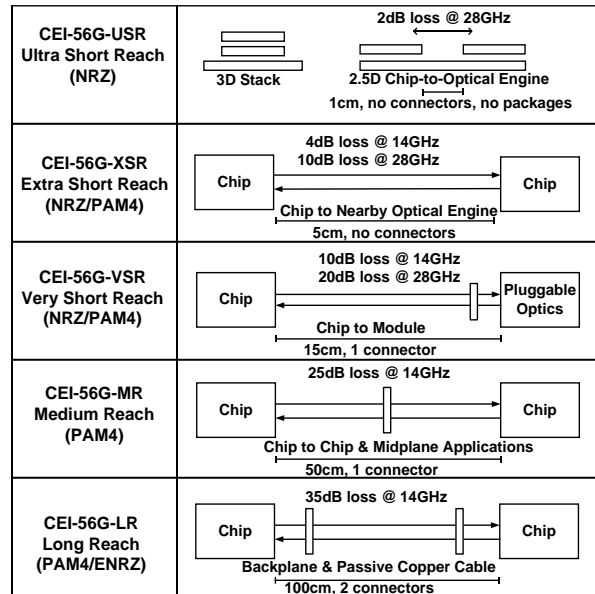 CEI-56G-USR
Ultra Short Reach
(NRZ)
2dB loss @ 28GHz
3D Stack
2.5D Chip-to-Optical Engine
1cm, no connectors, no packages
CEI-56G-XSR
Extra Short Reach
(NRZ/PAM4)
4dB loss @ 14GHz
10dB loss @ 28GHz
Chip
Chip
Chip to Nearby Optical Engine
5cm, no connectors
CEI-56G-VSR
Very Short Reach
(NRZ/PAM4)
10dB loss @ 14GHz
20dB loss @ 28GHz
Chip
Pluggable
Optics
Chip to Module
15cm, 1 connector
CEI-56G-MR
Medium Reach
(PAM4)
25dB loss @ 14GHz
Chip
Chip
Chip to Chip & Midplane Applications
50cm, 1 connector
CEI-56G-LR
Long Reach
(PAM4/ENRZ)
35dB loss @ 14GHz
Chip
Chip
Backplane & Passive Copper Cable
100cm, 2 connectors